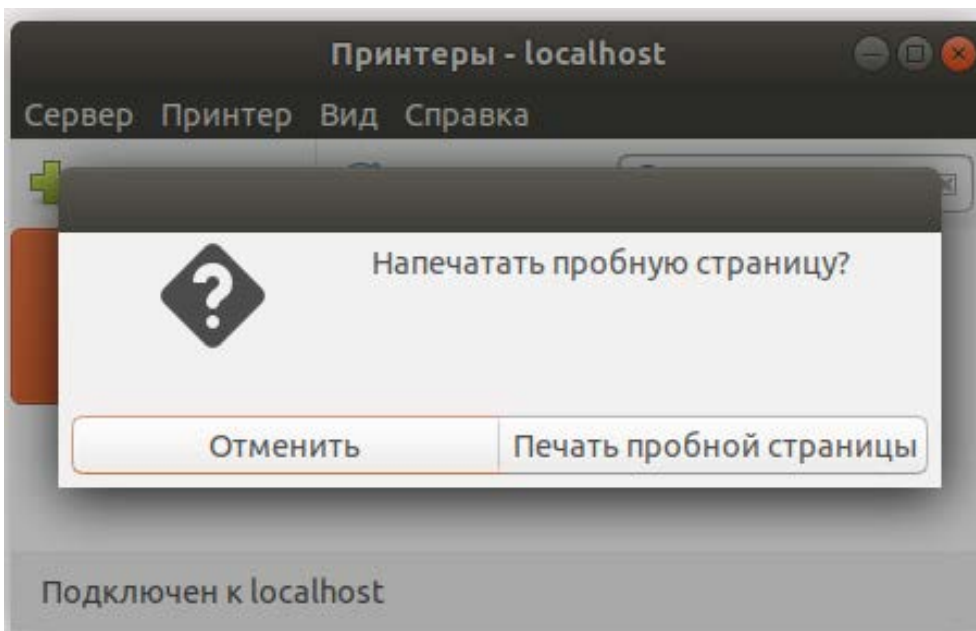 Принтеры - localhost
Сервер Принтер Вид Справка
Напечатать пробную страницу?
Отменить Печать пробной страницы
Подключен к localhost